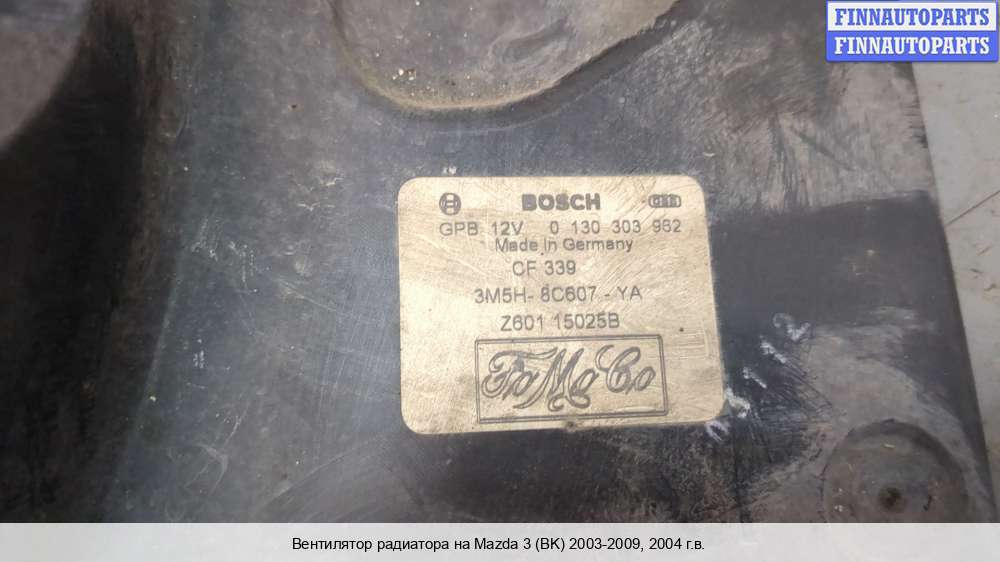 FINNAUTOPARTS
FINNAUTOPARTS
BOSCH
GPB 12V 0 130 303 962
Made in Germany
CF 339
3M5H- 8C607 - YA
Z601 15025B
FoMoCo
Вентилятор радиатора на Mazda 3 (BK) 2003-2009, 2004 г.в.